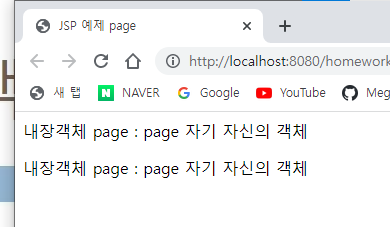 JSP 예제 page
http://localhost:8080/homework
새 탭 NAVER Google YouTube Meg
내장객체 page : page 자기 자신의 객체
내장객체 page : page 자기 자신의 객체